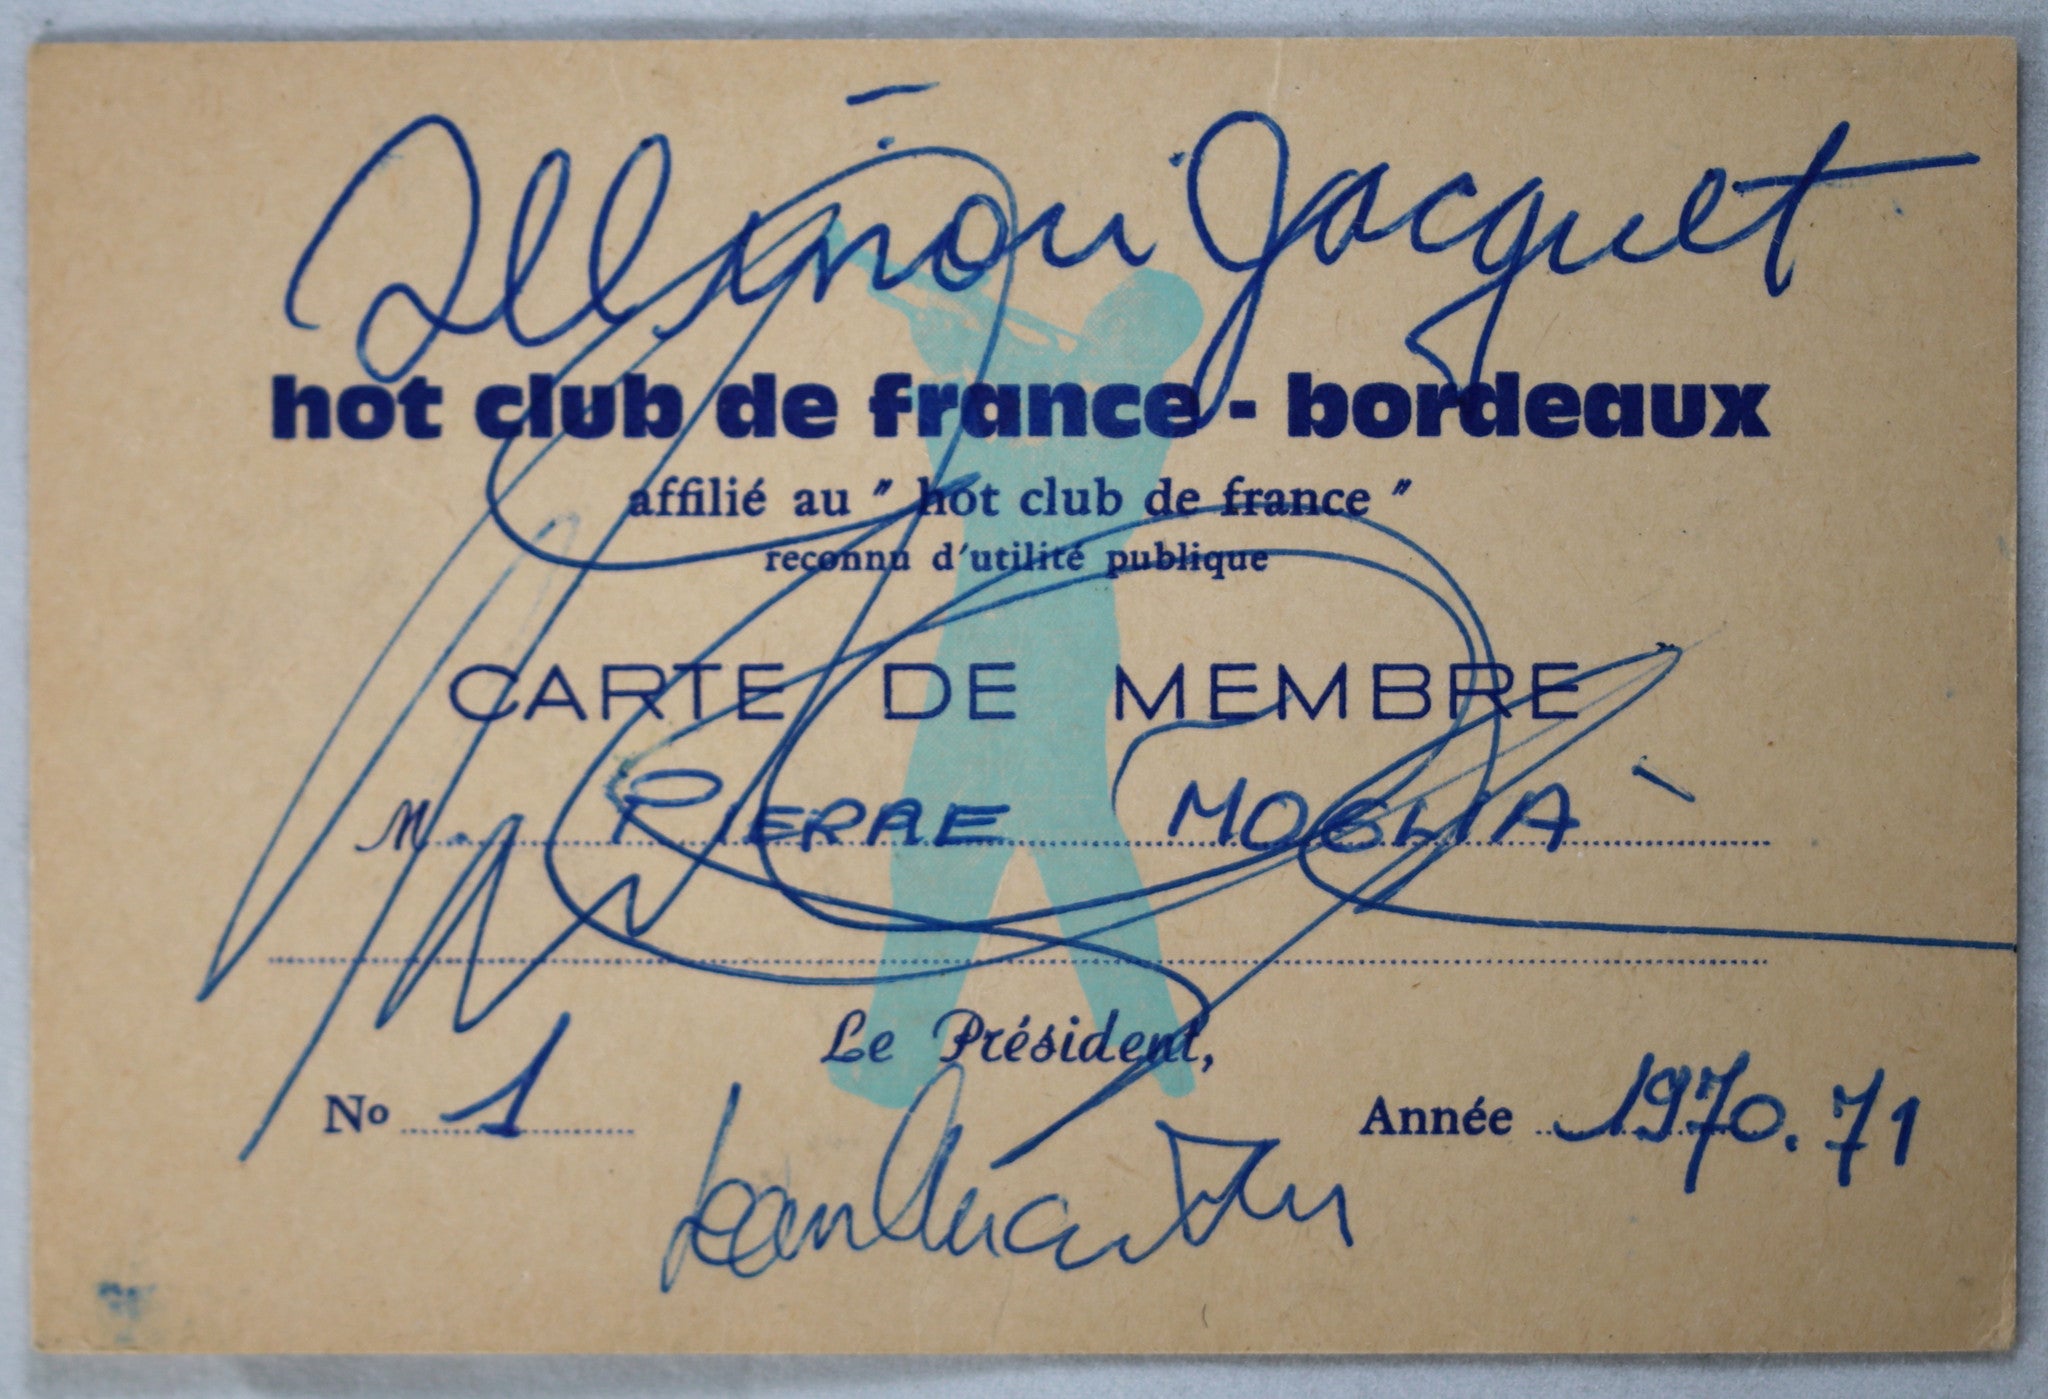 Illinois Jacquet
hot club de france - bordeaux
affilié au " hot club de france "
reconnu d'utilité publique
CARTE DE MEMBRE
M. PIERRE MOGLIA
Le Président,
No 1
Année 1970.71